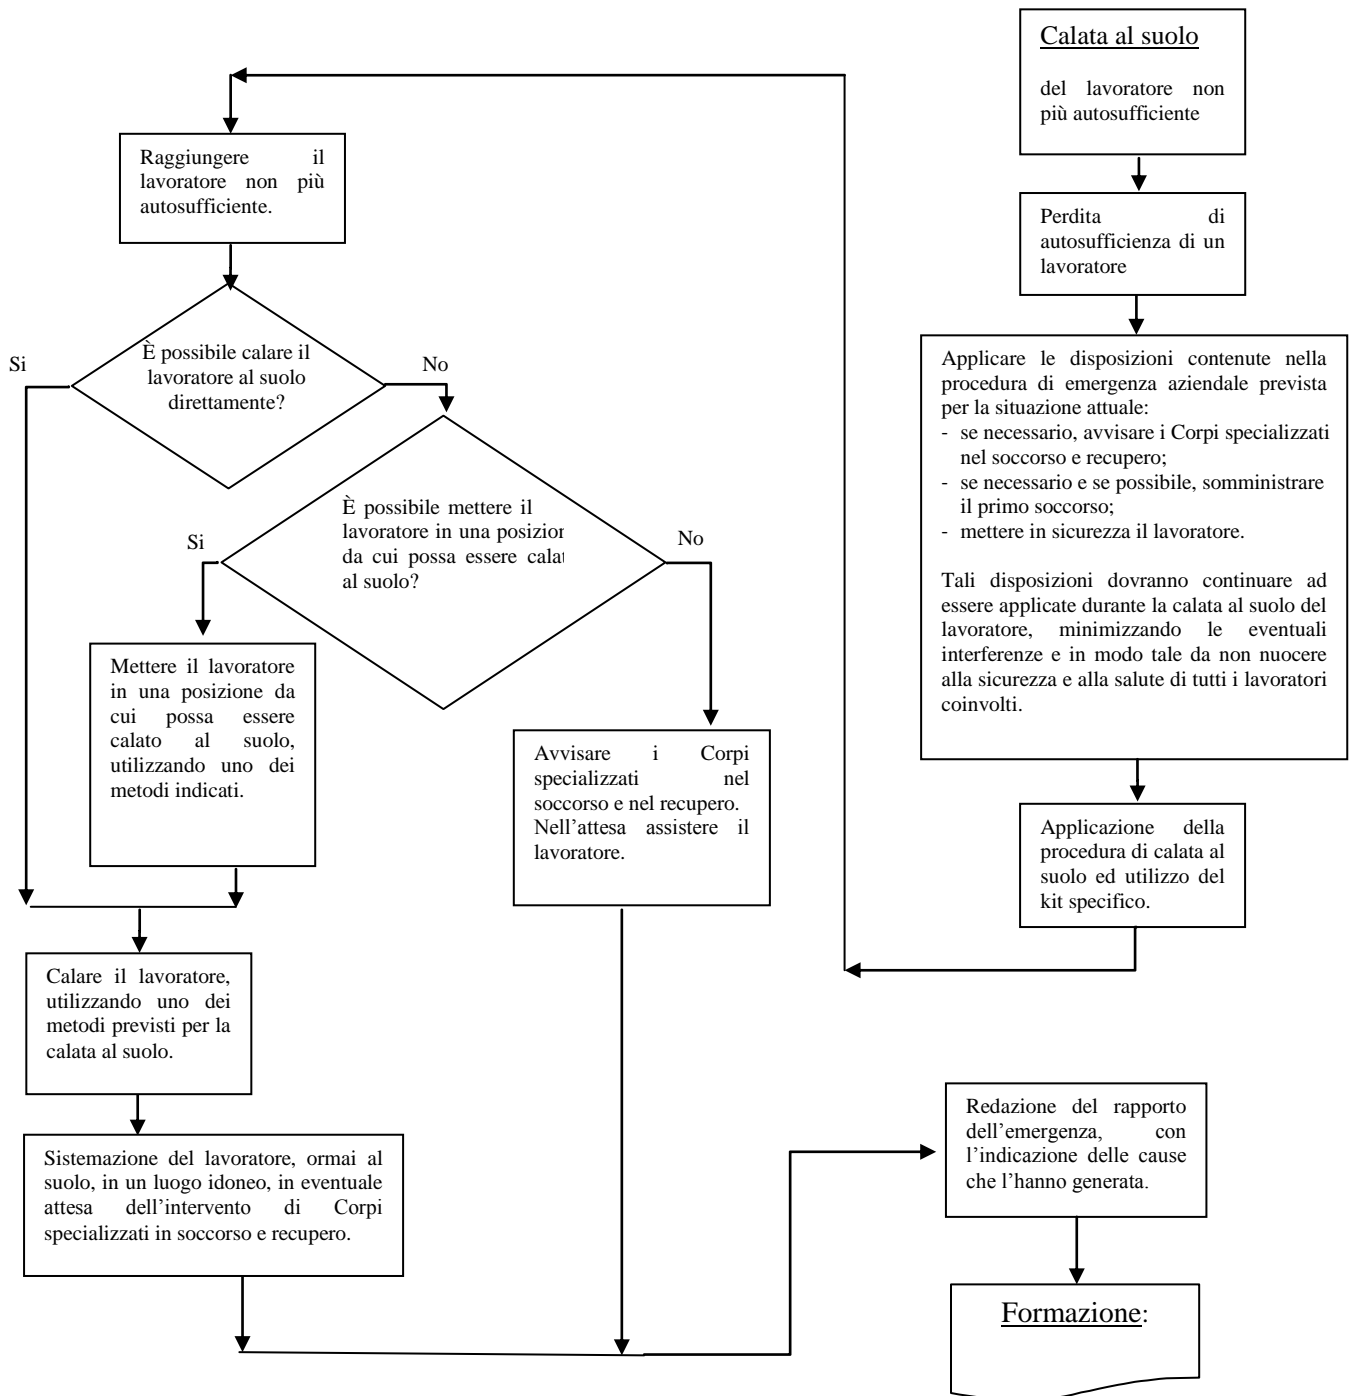 Calata al suolo
del lavoratore non
più autosufficiente
Perdita di
autosufficienza di un
lavoratore
Applicare le disposizioni contenute nella
procedura di emergenza aziendale prevista
per la situazione attuale:
- se necessario, avvisare i Corpi specializzati
nel soccorso e recupero;
- se necessario e se possibile, somministrare
il primo soccorso;
- mettere in sicurezza il lavoratore.
Tali disposizioni dovranno continuare ad
essere applicate durante la calata al suolo del
lavoratore, minimizzando le eventuali
interferenze e in modo tale da non nuocere
alla sicurezza e alla salute di tutti i lavoratori
coinvolti.
Applicazione della
procedura di calata al
suolo ed utilizzo del
kit specifico.
Raggiungere il
lavoratore non più
autosufficiente.
È possibile calare il
lavoratore al suolo
direttamente?
Si
No
È possibile mettere il
lavoratore in una posizion
da cui possa essere calat
al suolo?
Si
No
Mettere il lavoratore
in una posizione da
cui possa essere
calato al suolo,
utilizzando uno dei
metodi indicati.
Avvisare i Corpi
specializzati nel
soccorso e nel recupero.
Nell'attesa assistere il
lavoratore.
Calare il lavoratore,
utilizzando uno dei
metodi previsti per la
calata al suolo.
Sistemazione del lavoratore, ormai al
suolo, in un luogo idoneo, in eventuale
attesa dell'intervento di Corpi
specializzati in soccorso e recupero.
Redazione del rapporto
dell'emergenza, con
l'indicazione delle cause
che l'hanno generata.
Formazione: